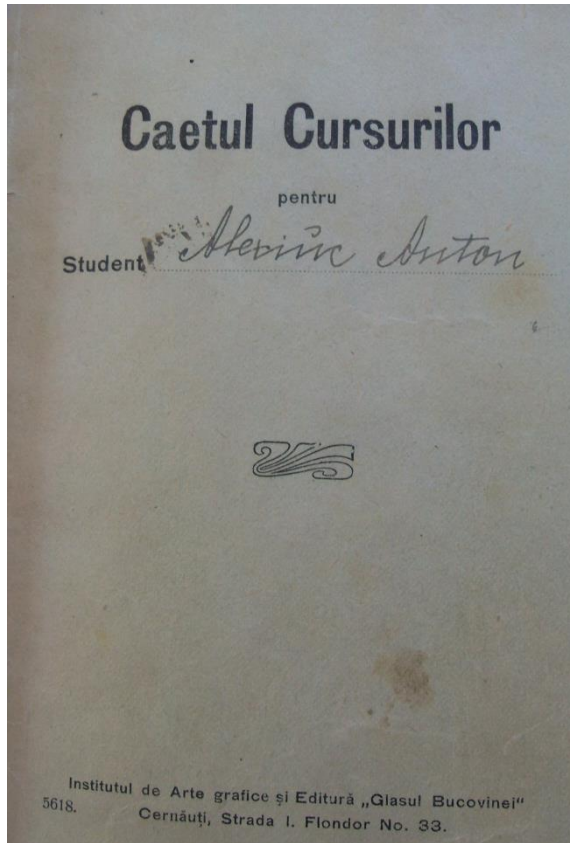 Caetul Cursurilor
pentru
Student Alexiuc Anton
Institutul de Arte grafice și Editură „Glasul Bucovinei“
5618.
Cernăuți, Strada I. Flondor No. 33.